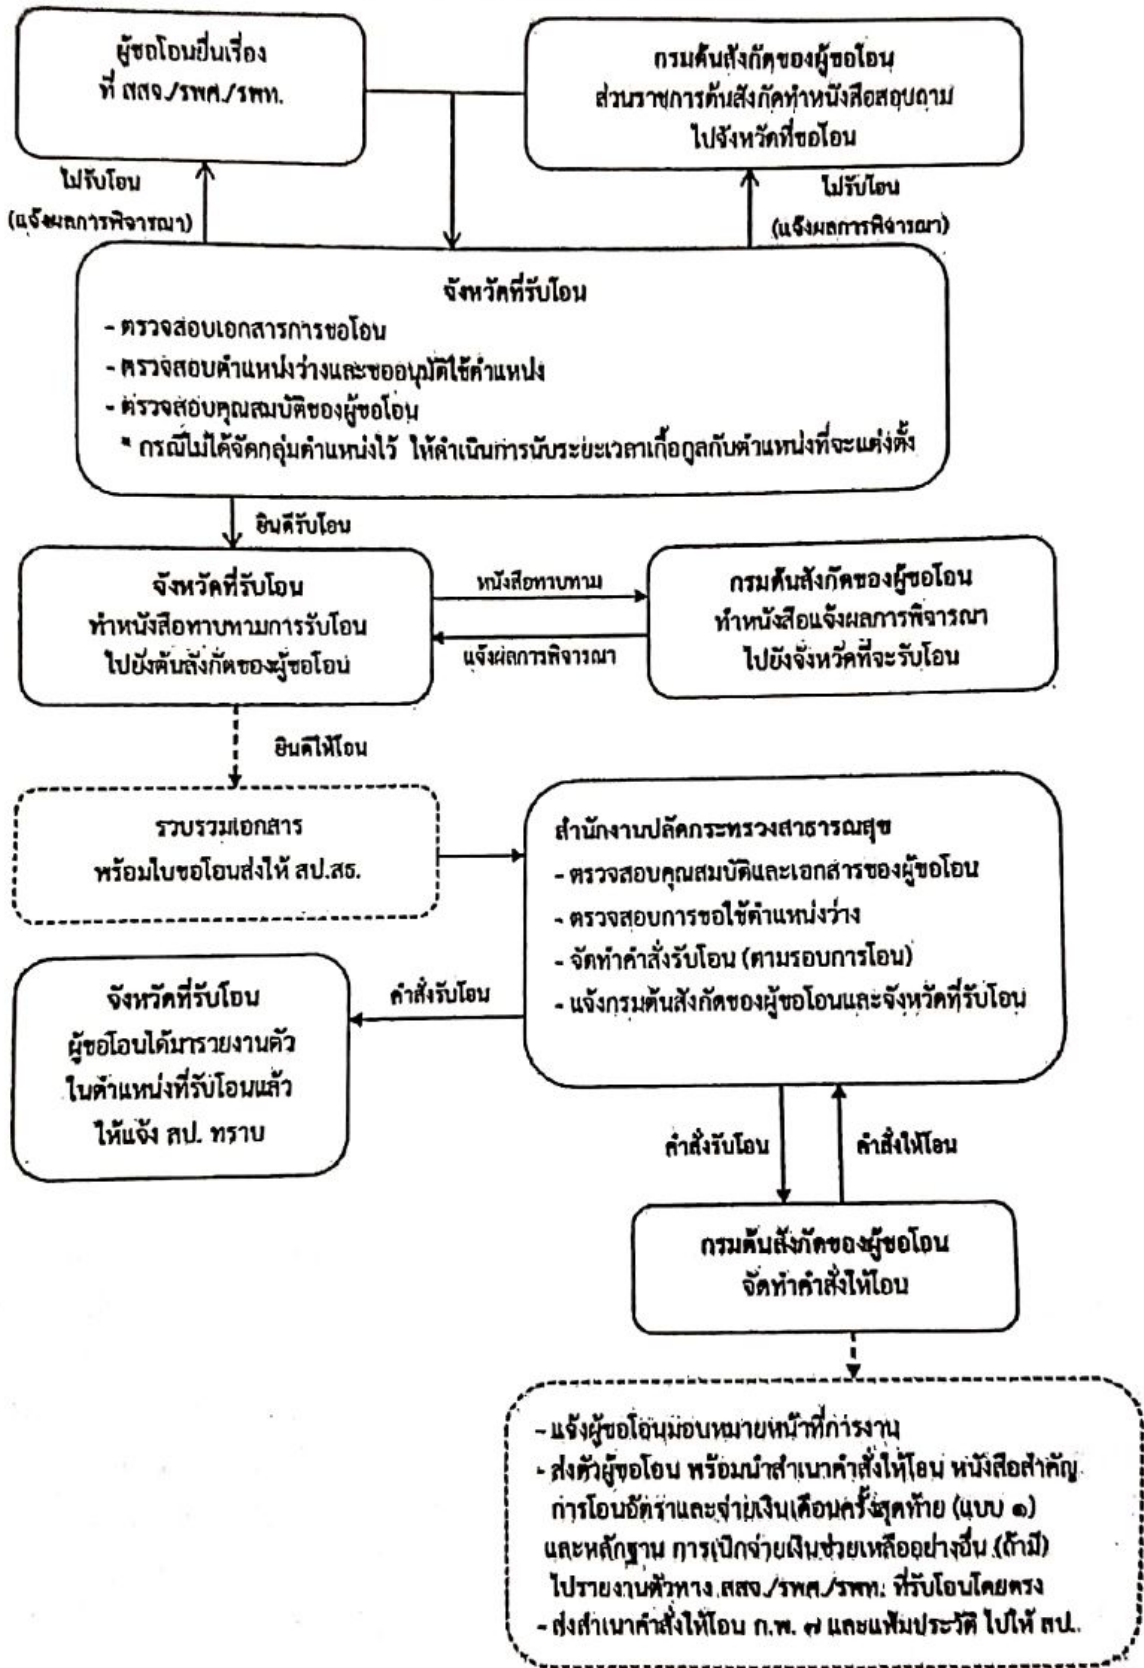 ผู้ขอโอนยื่นเรื่อง
ที่ สสจ./รพศ./รพท.
กรมต้นสังกัดของผู้ขอโอน
ส่วนราชการต้นสังกัดทำหนังสือสอบถาม
ไปจังหวัดที่ขอโอน
ไม่รับโอน
(แจ้งผลการพิจารณา)
ไม่รับโอน
(แจ้งผลการพิจารณา)
จังหวัดที่รับโอน
- ตรวจสอบเอกสารการขอโอน
- ตรวจสอบตำแหน่งว่างและขออนุมัติใช้ตำแหน่ง
- ตรวจสอบคุณสมบัติของผู้ขอโอน
* กรณีไม่ได้จัดกลุ่มตำแหน่งไว้ ให้ดำเนินการนับระยะเวลาเกื้อกูลกับตำแหน่งที่จะแต่งตั้ง
ยินดีรับโอน
จังหวัดที่รับโอน
ทำหนังสือทาบทามการรับโอน
ไปยังต้นสังกัดของผู้ขอโอน
หนังสือทาบทาม
แจ้งผลการพิจารณา
กรมต้นสังกัดของผู้ขอโอน
ทำหนังสือแจ้งผลการพิจารณา
ไปยังจังหวัดที่จะรับโอน
ยินดีให้โอน
รวบรวมเอกสาร
พร้อมใบขอโอนส่งให้ สป.สธ.
สำนักงานปลัดกระทรวงสาธารณสุข
- ตรวจสอบคุณสมบัติและเอกสารของผู้ขอโอน
- ตรวจสอบการขอใช้ตำแหน่งว่าง
- จัดทำคำสั่งรับโอน (ตามรอบการโอน)
- แจ้งกรมต้นสังกัดของผู้ขอโอนและจังหวัดที่รับโอน
คำสั่งรับโอน
จังหวัดที่รับโอน
ผู้ขอโอนได้มารายงานตัว
ในตำแหน่งที่รับโอนแล้ว
ให้แจ้ง สป. ทราบ
คำสั่งรับโอน
คำสั่งให้โอน
กรมต้นสังกัดของผู้ขอโอน
จัดทำคำสั่งให้โอน
- แจ้งผู้ขอโอนมอบหมายหน้าที่การงาน
- ส่งตัวผู้ขอโอน พร้อมนำสำเนาคำสั่งให้โอน หนังสือสำคัญ
การโอนอัตราและจ่ายเงินเดือนครั้งสุดท้าย (แบบ ๑)
และหลักฐาน การเบิกจ่ายเงินช่วยเหลืออย่างอื่น (ถ้ามี)
ไปรายงานตัวทาง สสจ./รพศ./รพท. ที่รับโอนโดยตรง
- ส่งสำเนาคำสั่งให้โอน ก.พ. ๗ และแฟ้มประวัติ ไปให้ สป.